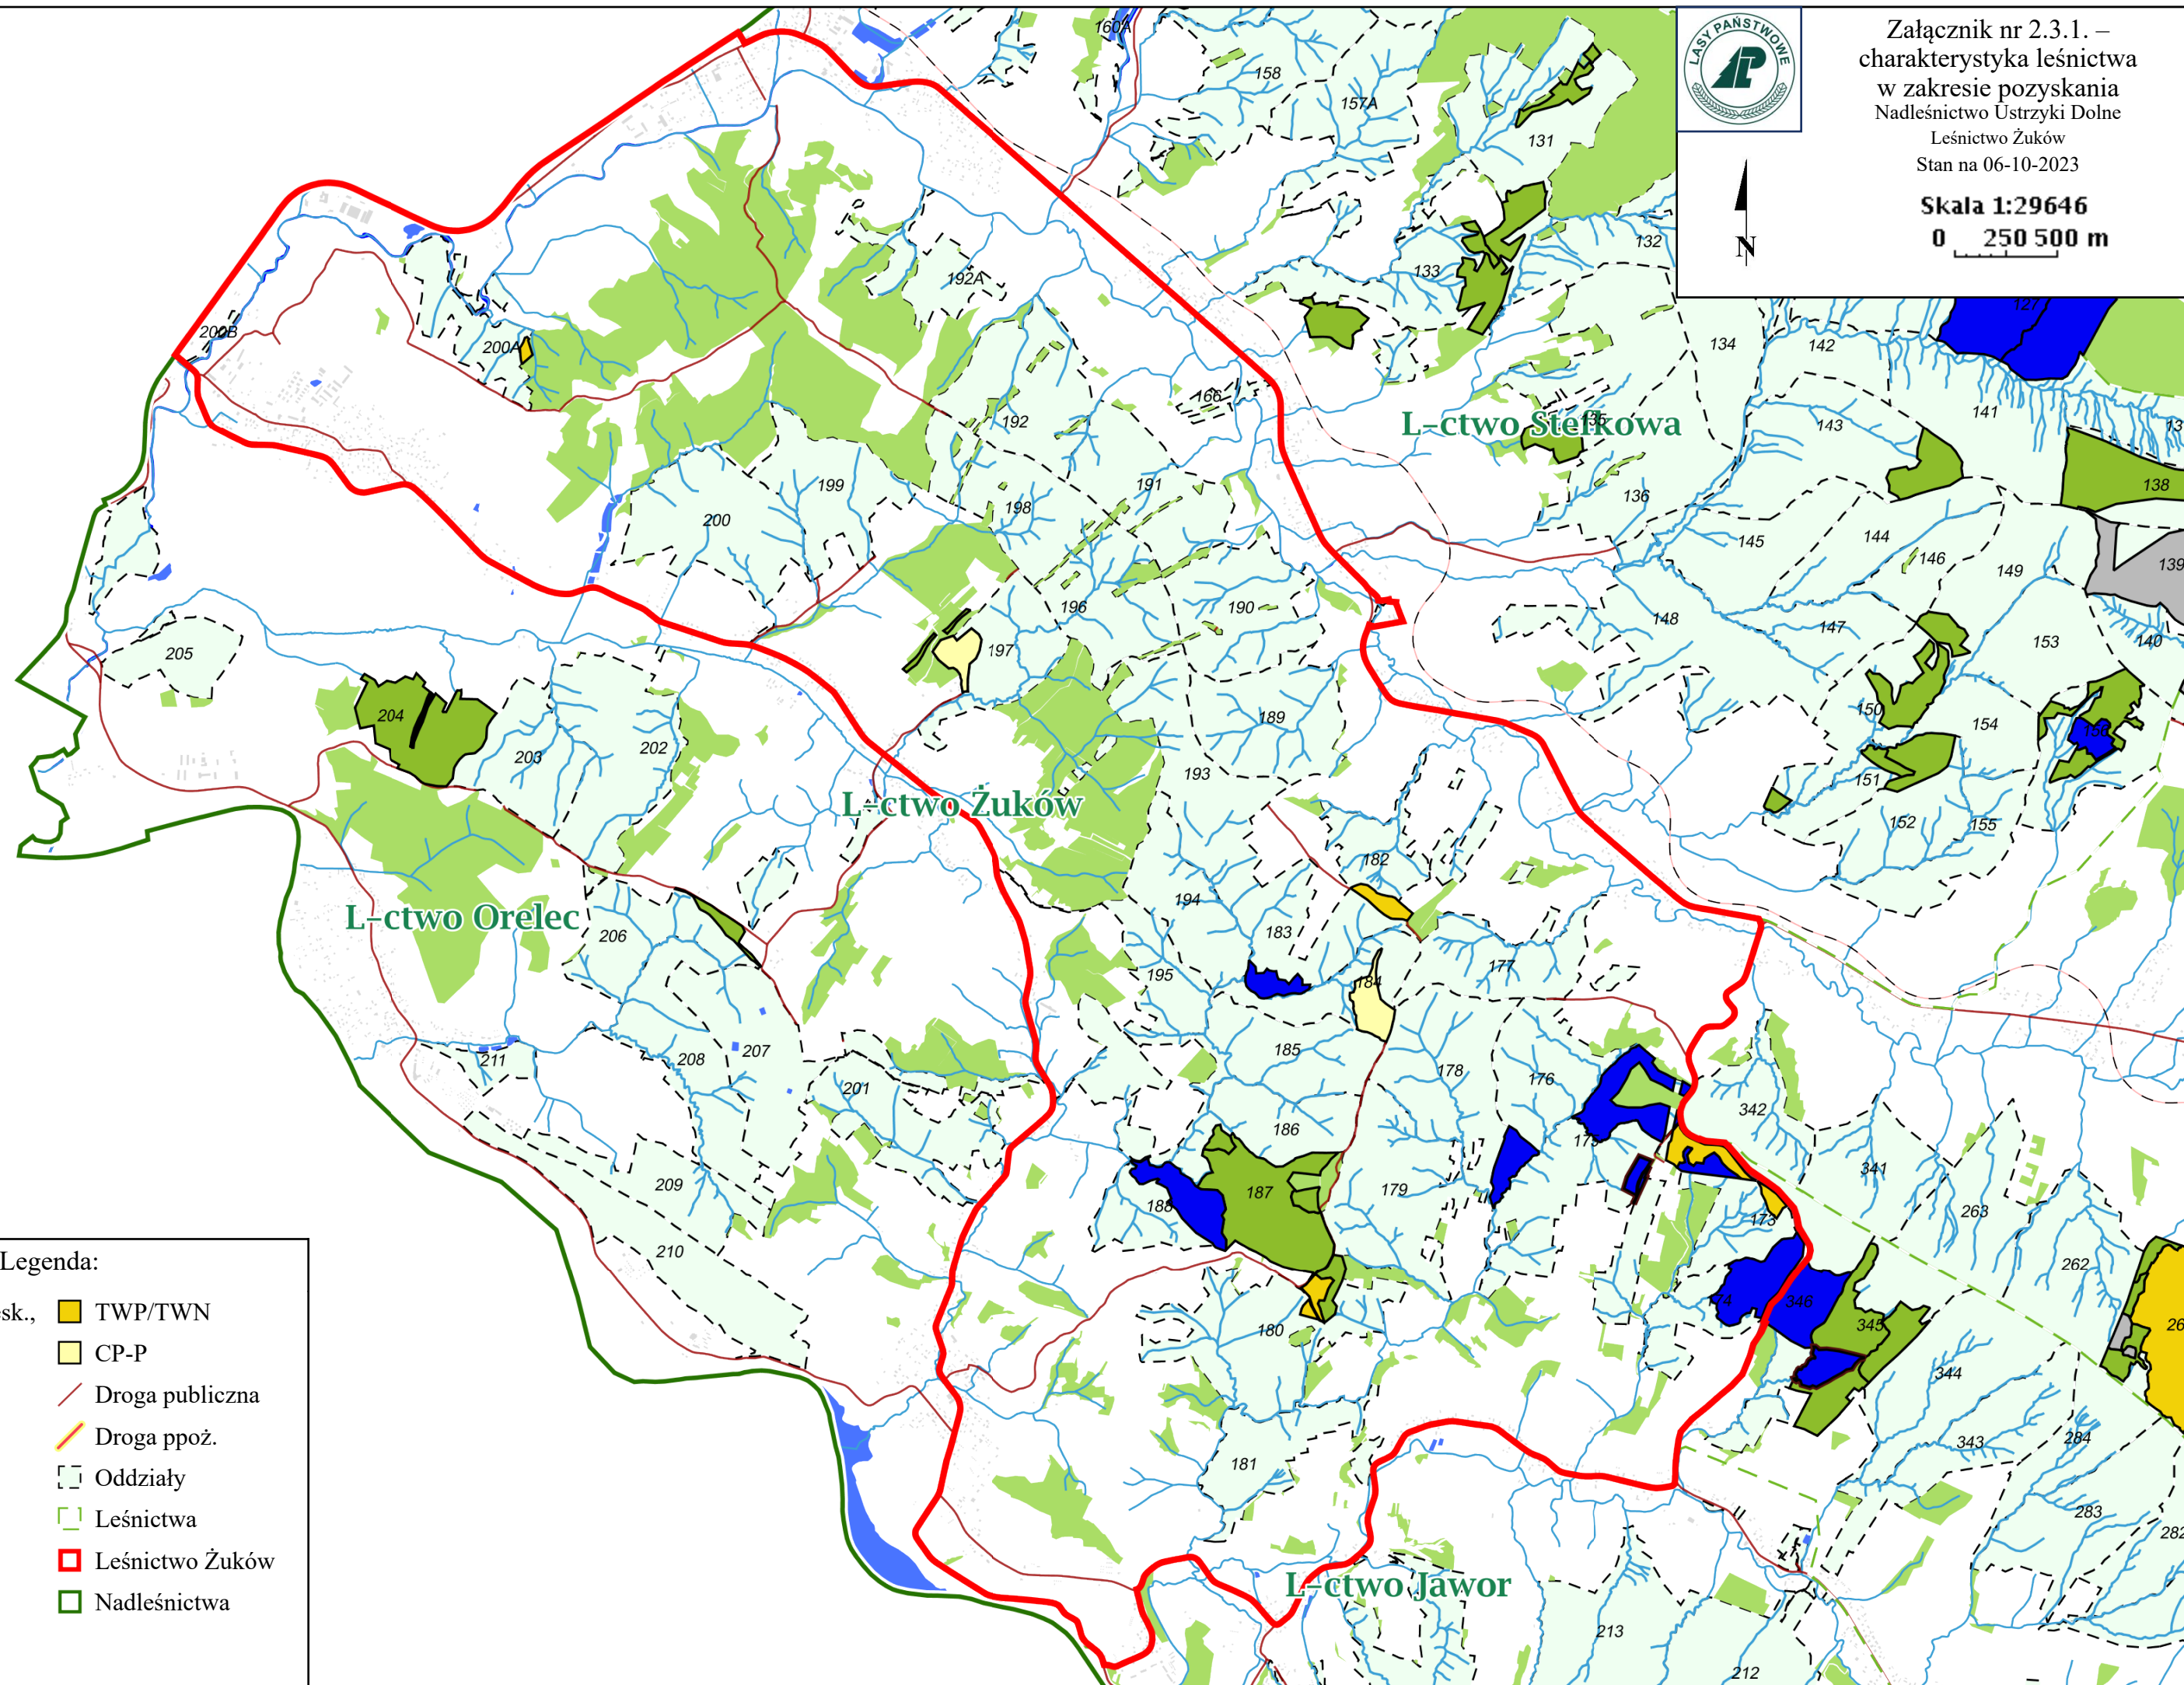 Załącznik nr 2.3.1. –
charakterystyka leśnictwa
w zakresie pozyskania
Nadleśnictwo Ustrzyki Dolne
Leśnictwo Żuków
Stan na 06-10-2023
Skala 1:29646
0 250 500 m
LASY PAŃSTWOWE
N
160A
158
157A
131
132
133
127
192A
200B
200A
134
142
141
166
L-ctwo Stefkowa
135
143
192
199
191
136
138
198
200
145
144
146
149
139
196
190
148
147
153
140
197
205
204
189
150
154
156
203
202
193
151
L-ctwo Żuków
152
155
182
194
L-ctwo Orelec
206
183
195
177
184
211
208
207
185
178
176
201
342
186
175
341
209
188
187
179
173
263
210
262
346
345
180
344
181
343
284
283
282
L-ctwo Jawor
213
212
Legenda:
TWP/TWN
CP-P
Droga publiczna
Droga ppoż.
Oddziały
Leśnictwa
Leśnictwo Żuków
Nadleśnictwa